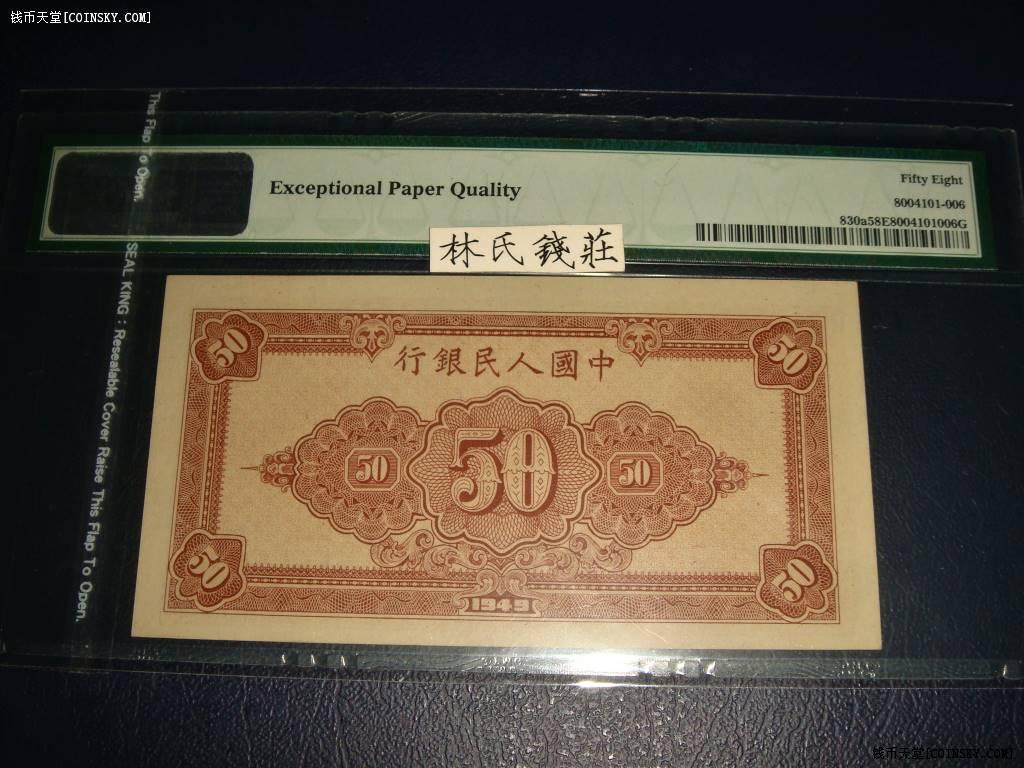 钱币天堂[COINSKY.COM]
This Flap To Open.
SEAL KING : Resealable Cover Raise This Flap To Open.
Exceptional Paper Quality
Fifty Eight
8004101-006
830a58E8004101006G
林氏錢莊
50
50
行銀民人國中
50
50
50
50
50
1949
钱币天堂[COINSKY.COM]